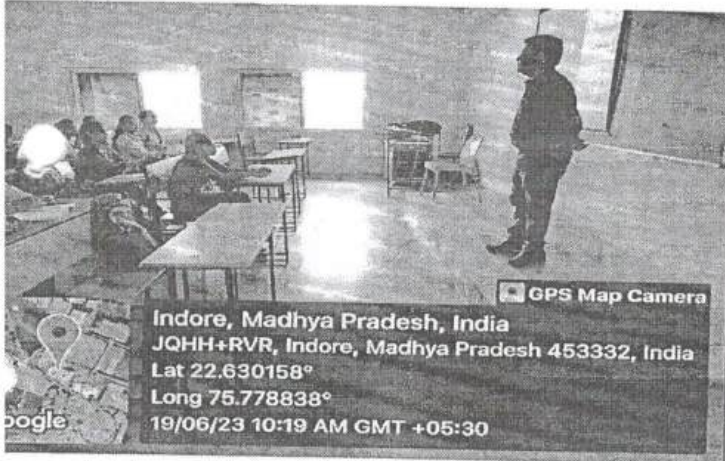 GPS Map Camera
Indore, Madhya Pradesh, India
JQHH+RVR, Indore, Madhya Pradesh 453332, India
Lat 22.630158°
Long 75.778838°
19/06/23 10:19 AM GMT +05:30
oogle